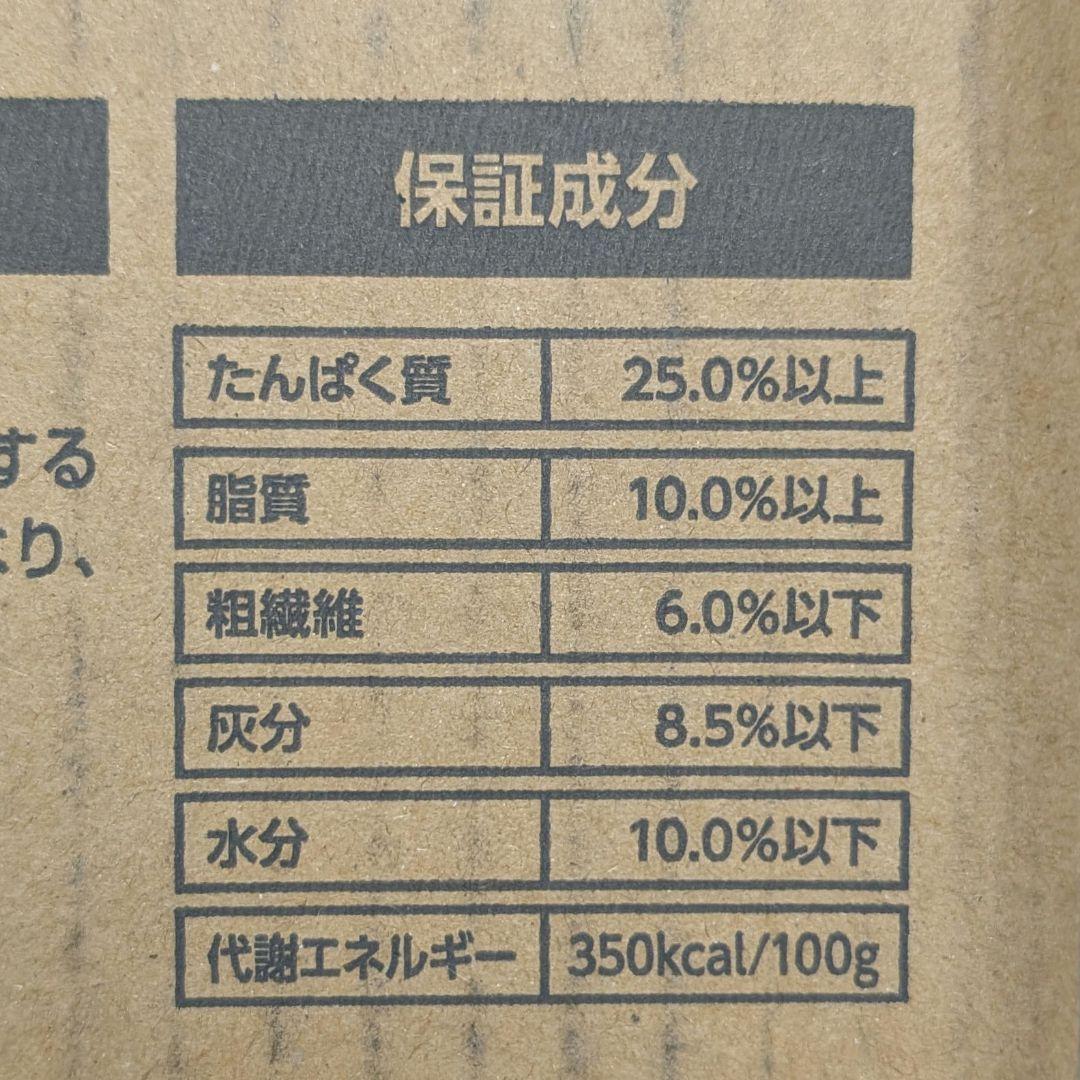 保証成分
たんぱく質 25.0%以上
脂質 10.0%以上
粗繊維 6.0%以下
灰分 8.5%以下
水分 10.0%以下
代謝エネルギー 350kcal/100g
する
り、